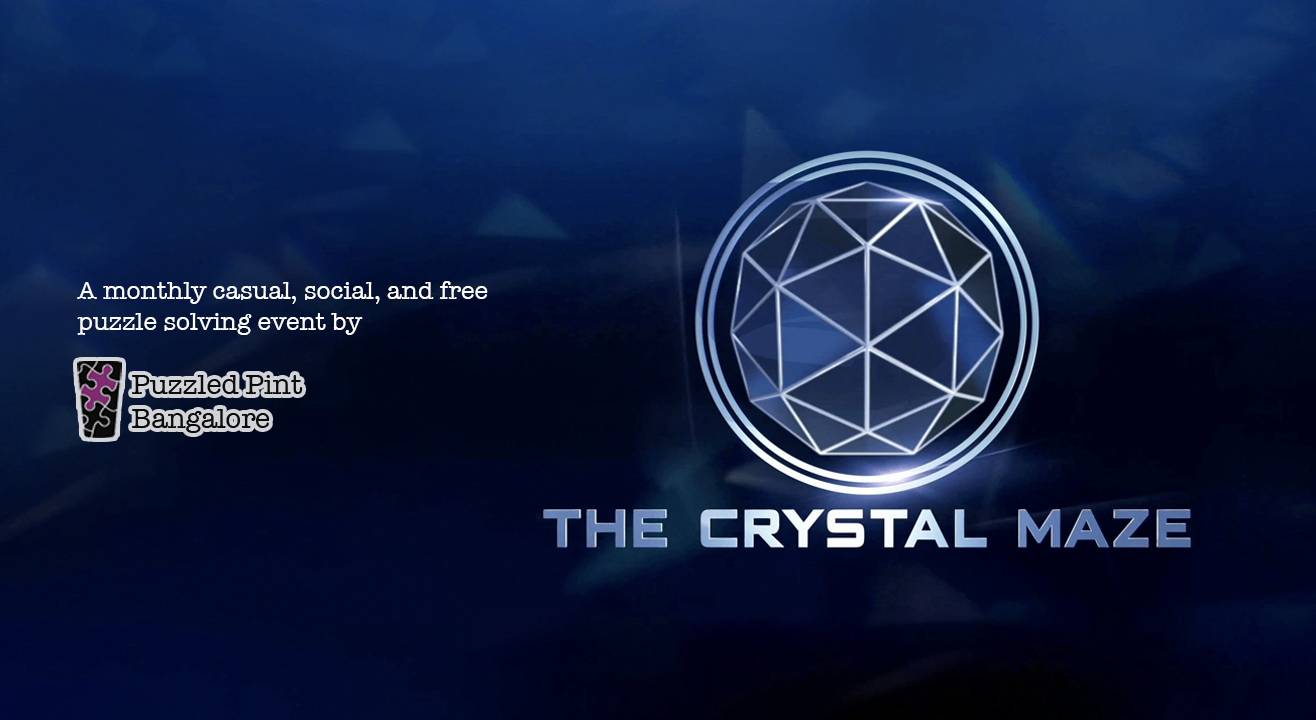 A monthly casual, social, and free
puzzle solving event by
Puzzled Pint
Bangalore
THE CRYSTAL MAZE